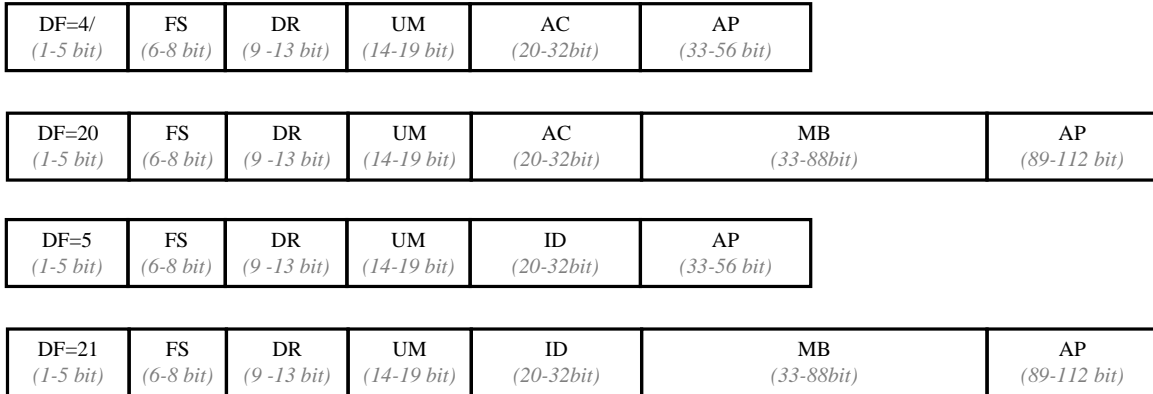 DF=4/ FS DR UM AC AP
(1-5 bit) (6-8 bit) (9 -13 bit) (14-19 bit) (20-32bit) (33-56 bit)
DF=20 FS DR UM AC MB AP
(1-5 bit) (6-8 bit) (9 -13 bit) (14-19 bit) (20-32bit) (33-88bit) (89-112 bit)
DF=5 FS DR UM ID AP
(1-5 bit) (6-8 bit) (9 -13 bit) (14-19 bit) (20-32bit) (33-56 bit)
DF=21 FS DR UM ID MB AP
(1-5 bit) (6-8 bit) (9 -13 bit) (14-19 bit) (20-32bit) (33-88bit) (89-112 bit)